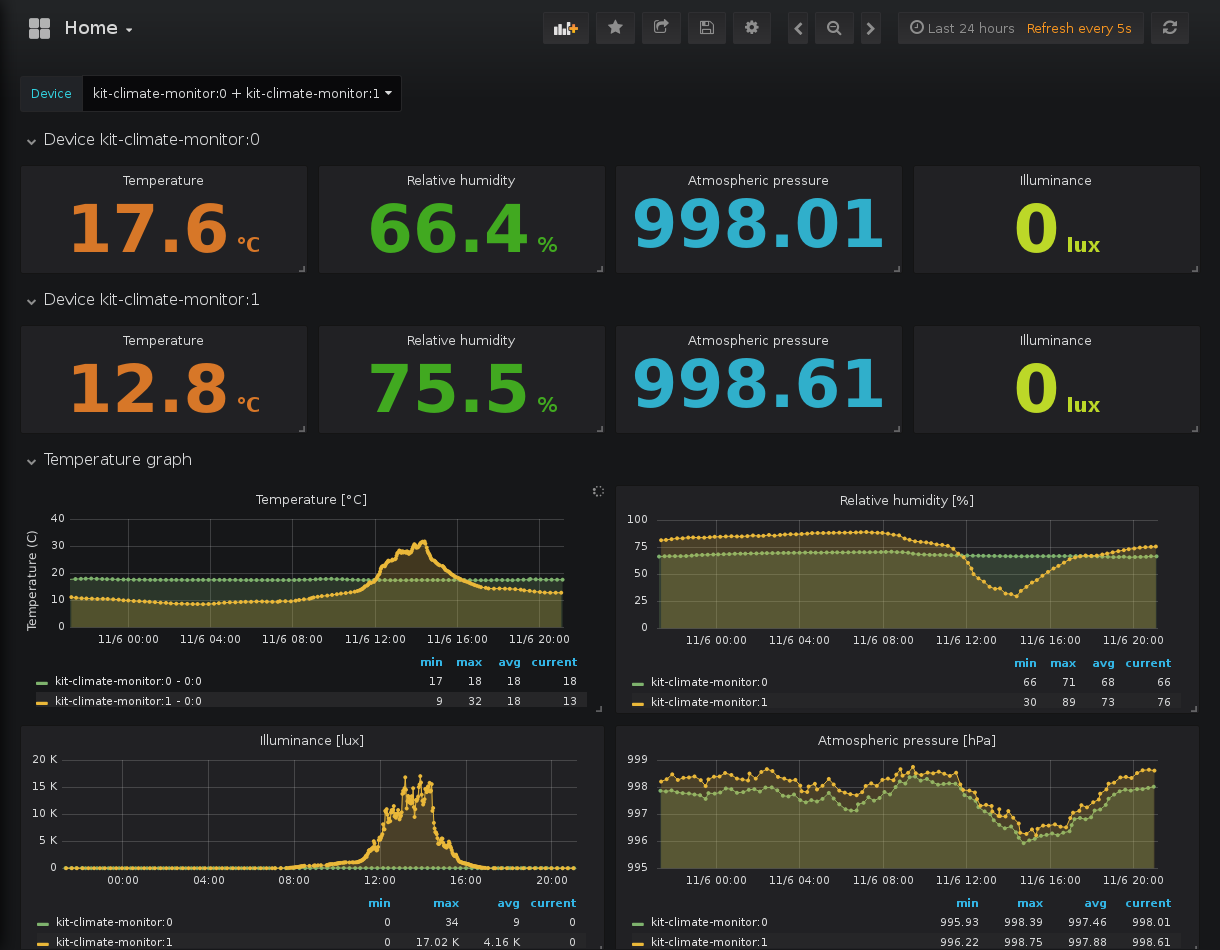 Home
Last 24 hours Refresh every 5s
Device kit-climate-monitor:0 + kit-climate-monitor:1
Device kit-climate-monitor:0
Temperature Relative humidity Atmospheric pressure Illuminance
17.6 °C 66.4 % 998.01 0 lux
Device kit-climate-monitor:1
Temperature Relative humidity Atmospheric pressure Illuminance
12.8 °C 75.5 % 998.61 0 lux
Temperature graph
Temperature [°C]
Temperature (C)
40
30
20
10
0
11/6 00:00 11/6 04:00 11/6 08:00 11/6 12:00 11/6 16:00 11/6 20:00
min max avg current
kit-climate-monitor:0 - 0:0 17 18 18 18
kit-climate-monitor:1 - 0:0 9 32 18 13
Relative humidity [%]
100
75
50
25
0
11/6 00:00 11/6 04:00 11/6 08:00 11/6 12:00 11/6 16:00 11/6 20:00
min max avg current
kit-climate-monitor:0 66 71 68 66
kit-climate-monitor:1 30 89 73 76
Illuminance [lux]
20 K
15 K
10 K
5 K
0
00:00 04:00 08:00 12:00 16:00 20:00
min max avg current
kit-climate-monitor:0 0 34 9 0
kit-climate-monitor:1 0 17.02 K 4.16 K 0
Atmospheric pressure [hPa]
999
998
997
996
995
11/6 00:00 11/6 04:00 11/6 08:00 11/6 12:00 11/6 16:00 11/6 20:00
min max avg current
kit-climate-monitor:0 995.93 998.39 997.46 998.01
kit-climate-monitor:1 996.22 998.75 997.88 998.61